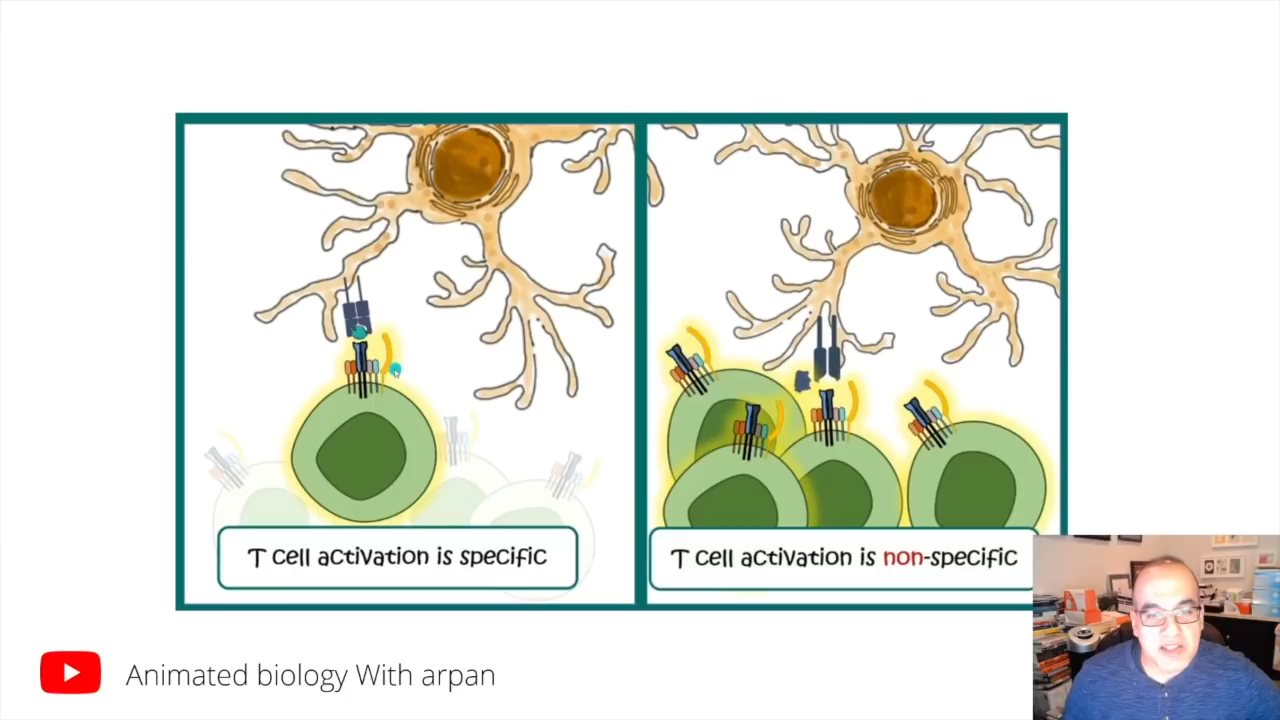 T cell activation is specific
T cell activation is non-specific
Animated biology With arpan